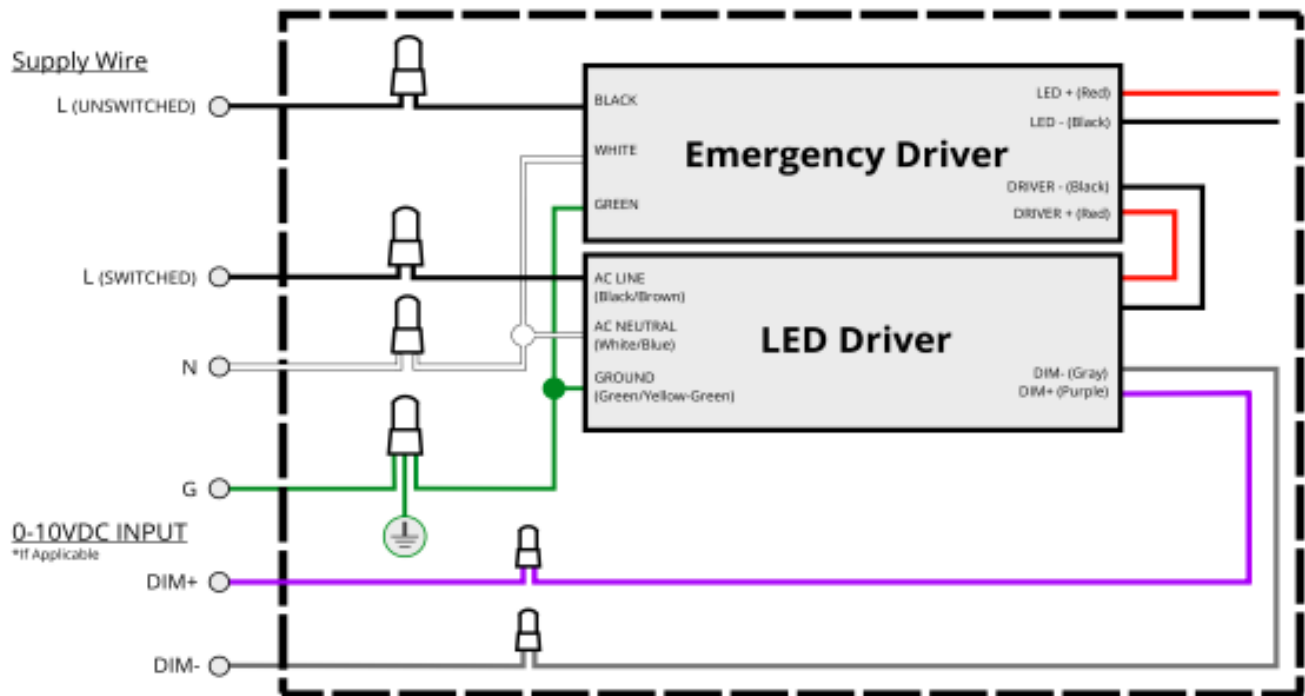 Supply Wire
L (UNSWITCHED)
L (SWITCHED)
N
G
0-10VDC INPUT
*If Applicable
DIM+
DIM-
BLACK
WHITE
GREEN
Emergency Driver
LED + (Red)
LED - (Black)
DRIVER - (Black)
DRIVER + (Red)
AC LINE
(Black/Brown)
AC NEUTRAL
(White/Blue)
GROUND
(Green/Yellow-Green)
LED Driver
DIM- (Gray)
DIM+ (Purple)